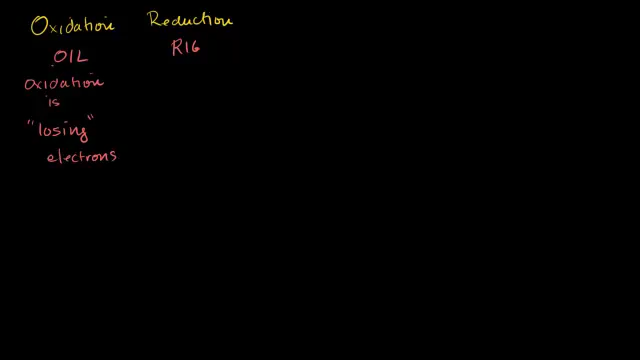 Oxidation Reduction
OIL RIG
Oxidation
is
"losing"
electrons